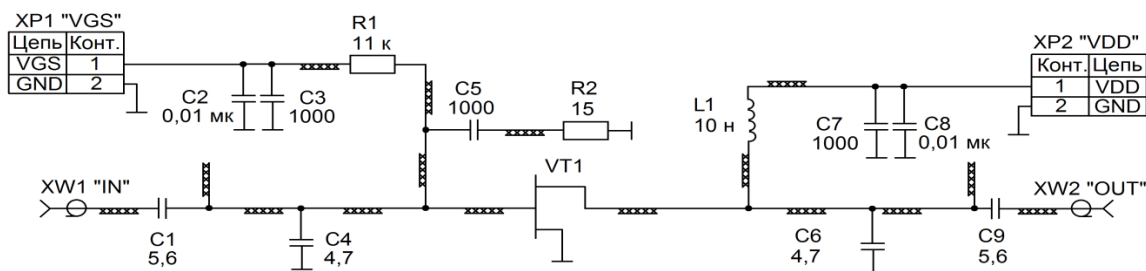 XP1 "VGS"
Цепь Конт.
VGS 1
GND 2
R1
11 к
C2
0,01 мк
C3
1000
C5
1000
R2
15
L1
10 н
XP2 "VDD"
Конт. Цепь
1 VDD
2 GND
C7
1000
C8
0,01 мк
XW1 "IN"
C1
5,6
C4
4,7
VT1
C6
4,7
C9
5,6
XW2 "OUT"